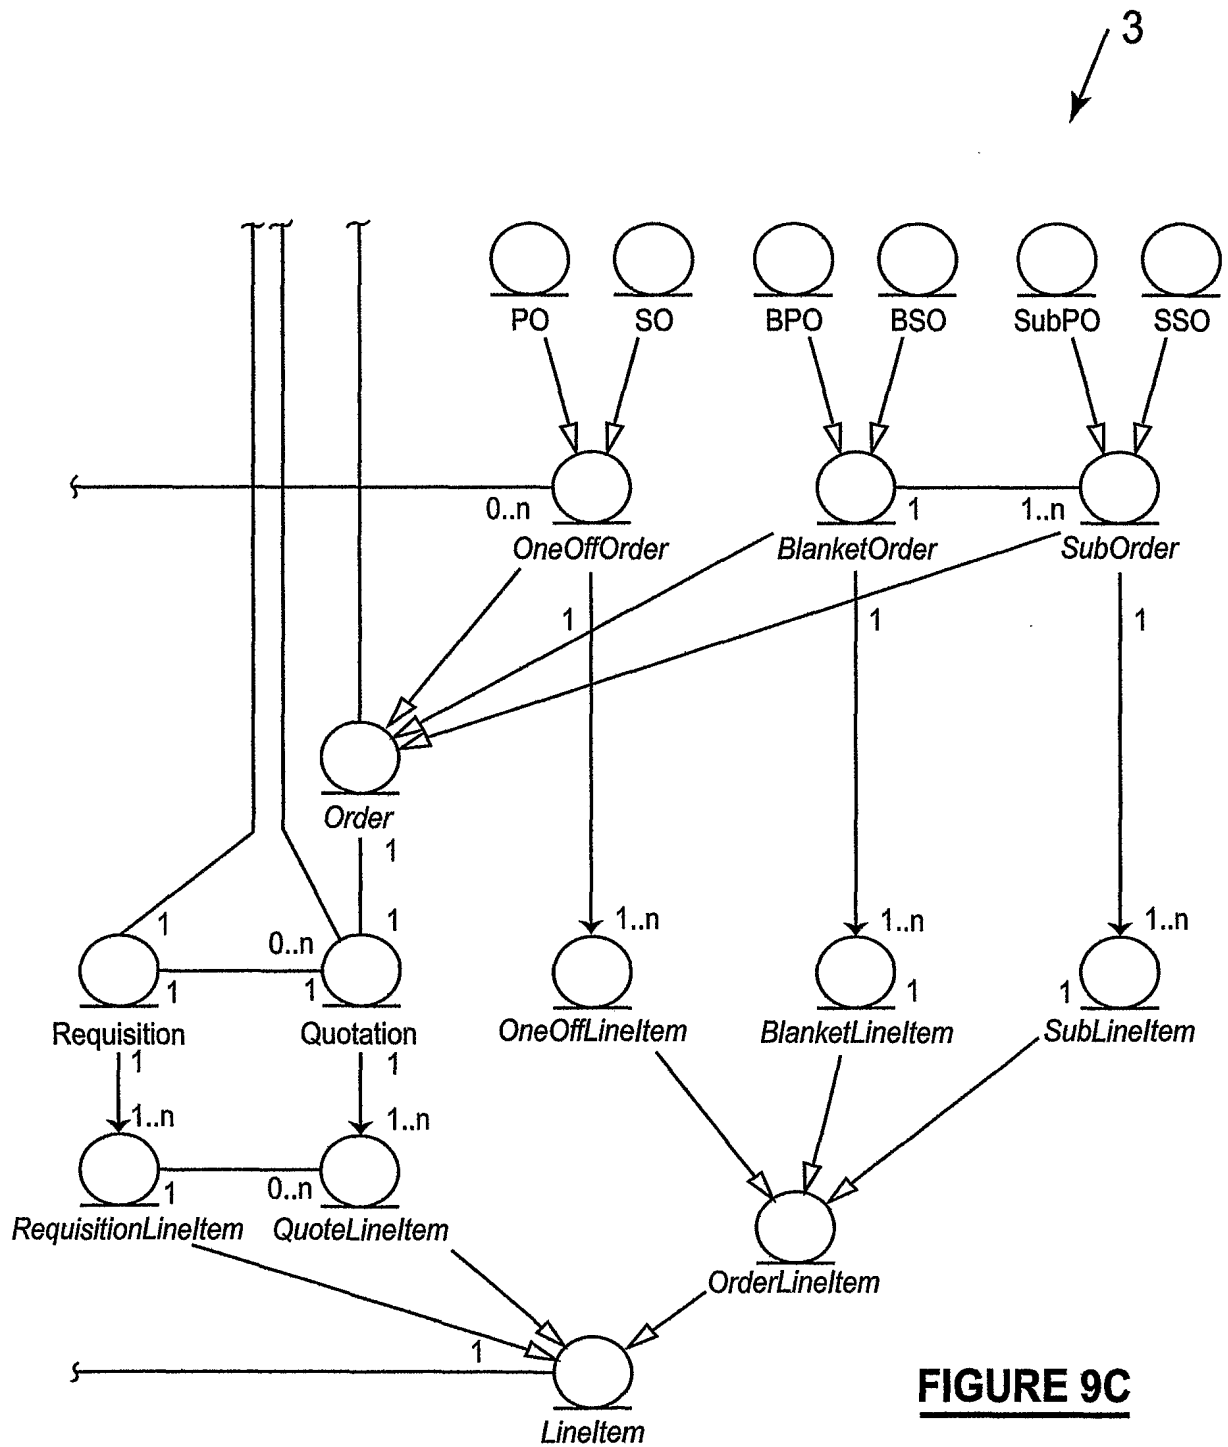 3
PO SO BPO BSO SubPO SSO
0..n 1 1..n
OneOffOrder BlanketOrder SubOrder
1 1 1
Order
1
1 0..n 1 1..n 1..n 1..n
1 1 1 1
Requisition Quotation OneOffLineItem BlanketLineItem SubLineItem
1 1
1..n 1..n
1 0..n
RequisitionLineItem QuoteLineItem
OrderLineItem
1
LineItem
FIGURE 9C